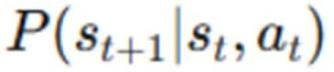 P(s_{t+1}|s_t, a_t)